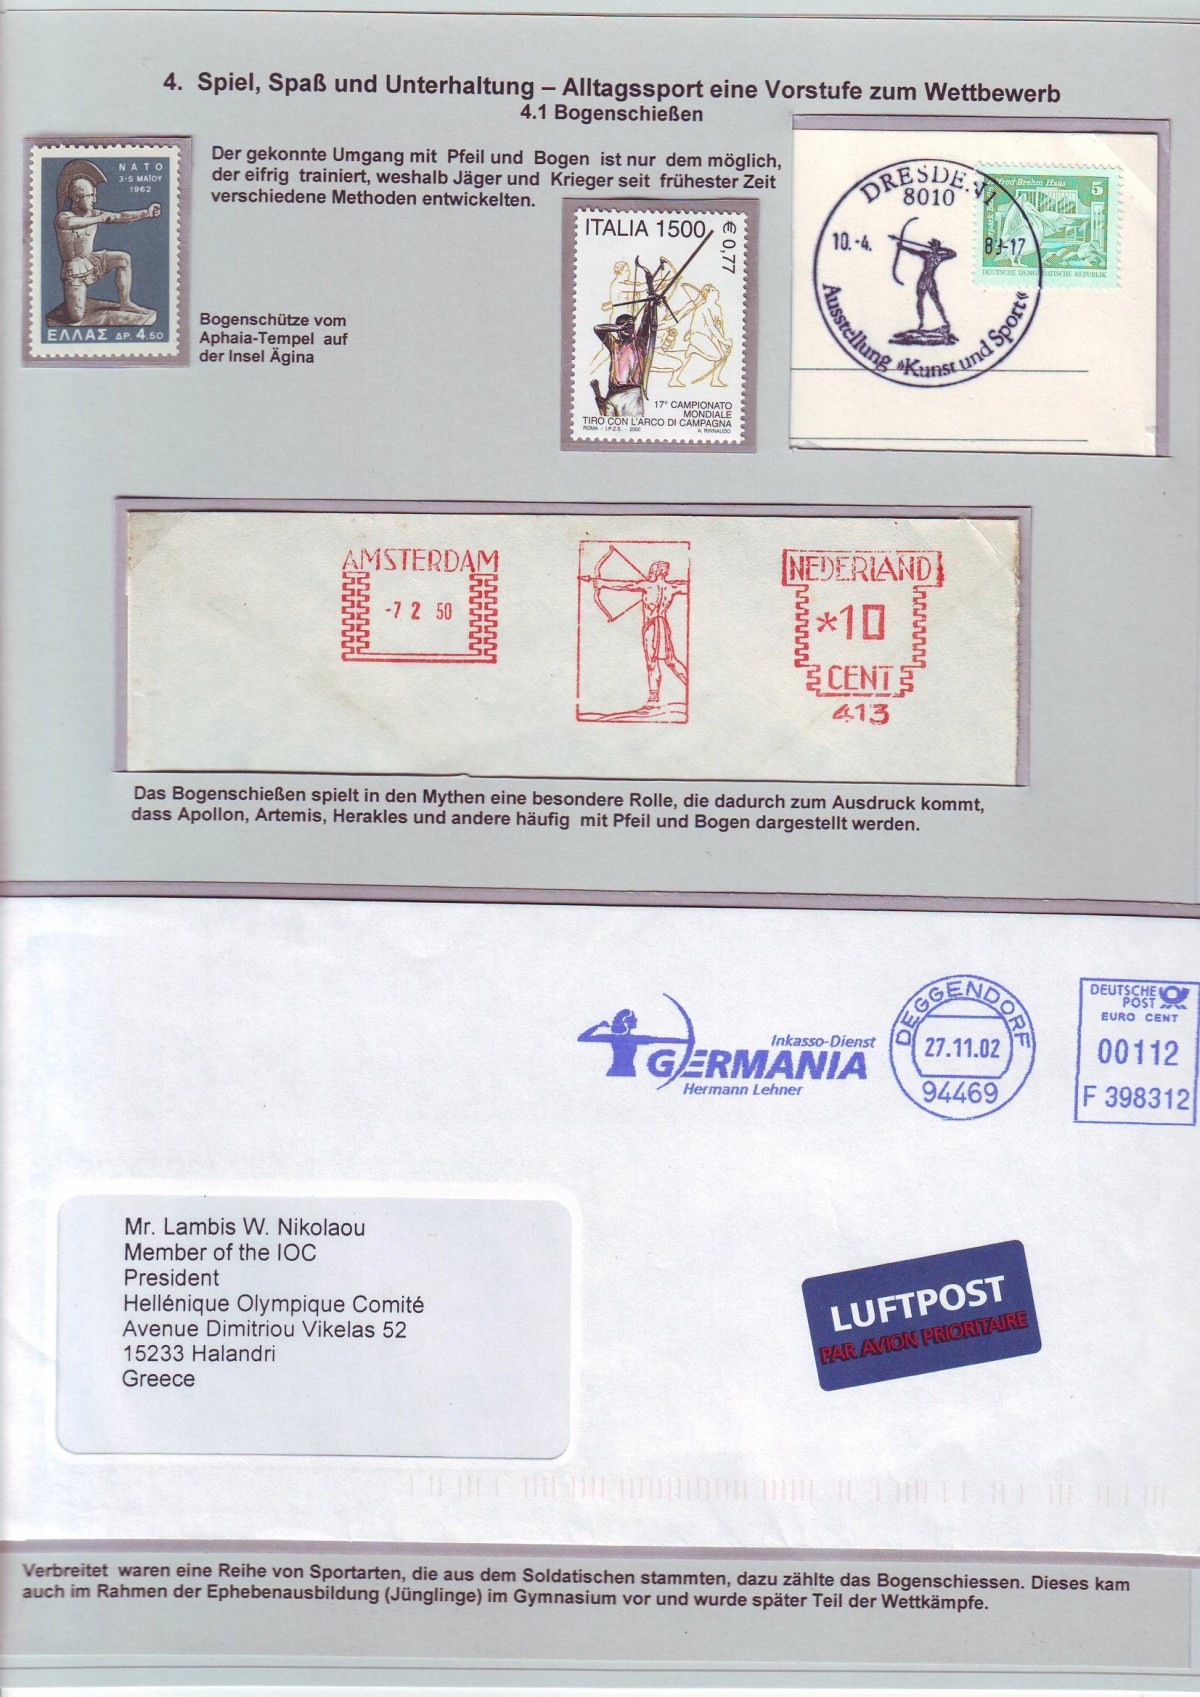 4. Spiel, Spaß und Unterhaltung – Alltagssport eine Vorstufe zum Wettbewerb
4.1 Bogenschießen
NATO
3-5 ΜΑΪΟΥ
1962
ΕΛΛΑΣ ΔΡ. 4.50
Der gekonnte Umgang mit Pfeil und Bogen ist nur dem möglich,
der eifrig trainiert, weshalb Jäger und Krieger seit frühester Zeit
verschiedene Methoden entwickelten.
Bogenschütze vom
Aphaia-Tempel auf
der Insel Ägina
ITALIA 1500
€ 0,77
17° CAMPIONATO
MONDIALE
TIRO CON L'ARCO DI CAMPAGNA
ROMA - I.P.Z.S. - 2000 A. RINNAUDO
DRESDEN
8010
10.-4. 89-17
Ausstellung »Kunst und Sport«
Alfred Brehm Haus 5
DEUTSCHE DEMOKRATISCHE REPUBLIK
AMSTERDAM
-7 2 50
NEDERLAND
*10
CENT
413
Das Bogenschießen spielt in den Mythen eine besondere Rolle, die dadurch zum Ausdruck kommt,
dass Apollon, Artemis, Herakles und andere häufig mit Pfeil und Bogen dargestellt werden.
Inkasso-Dienst
GERMANIA
Hermann Lehner
DEGGENDORF
27.11.02
94469
DEUTSCHE
POST
EURO CENT
00112
F 398312
Mr. Lambis W. Nikolaou
Member of the IOC
President
Hellénique Olympique Comité
Avenue Dimitriou Vikelas 52
15233 Halandri
Greece
LUFTPOST
PAR AVION PRIORITAIRE
Verbreitet waren eine Reihe von Sportarten, die aus dem Soldatischen stammten, dazu zählte das Bogenschiessen. Dieses kam
auch im Rahmen der Ephebenausbildung (Jünglinge) im Gymnasium vor und wurde später Teil der Wettkämpfe.